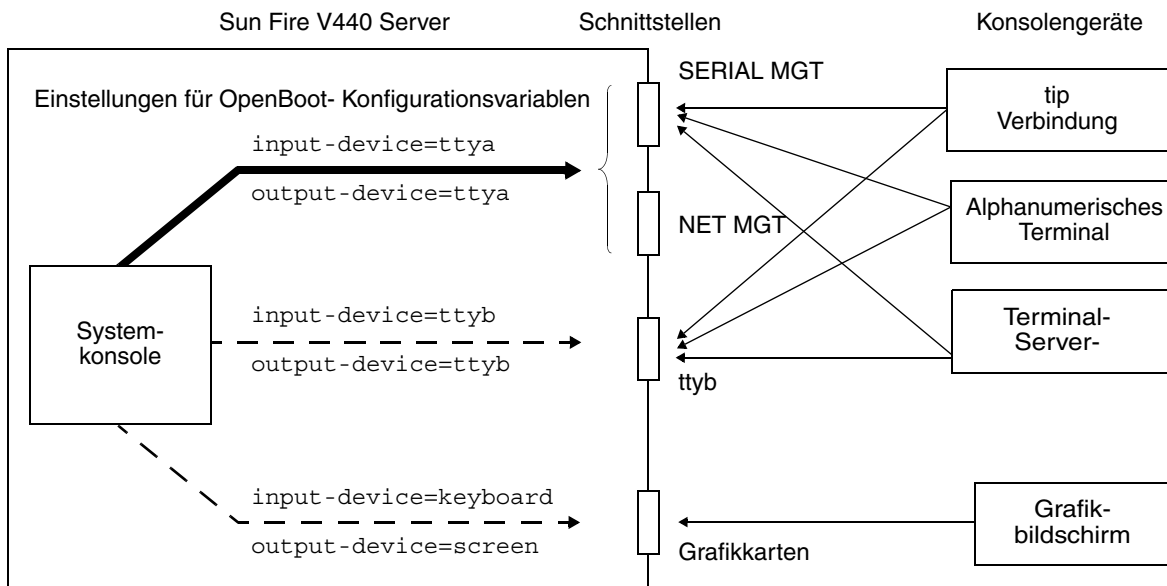 Sun Fire V440 Server
Schnittstellen
Konsolengeräte
Einstellungen für OpenBoot- Konfigurationsvariablen
input-device=ttya
output-device=ttya
SERIAL MGT
NET MGT
tip
Verbindung
Alphanumerisches
Terminal
System-
konsole
input-device=ttyb
output-device=ttyb
ttyb
Terminal-
Server-
input-device=keyboard
output-device=screen
Grafikkarten
Grafik-
bildschirm